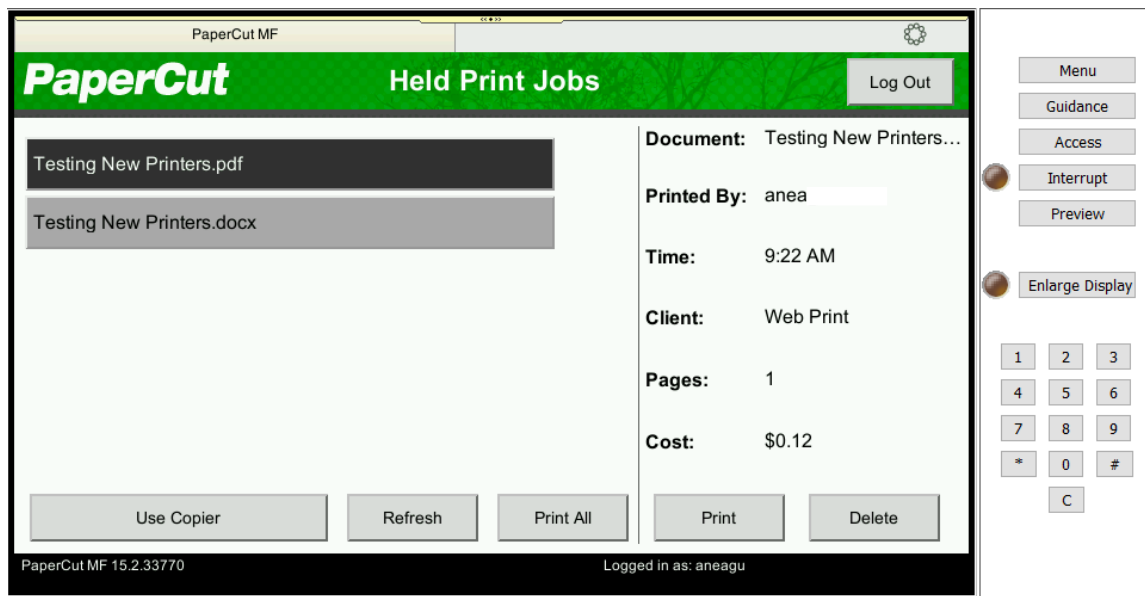 PaperCut MF
PaperCut
Held Print Jobs
Log Out
Testing New Printers.pdf
Testing New Printers.docx
Document: Testing New Printers...
Printed By: anea
Time: 9:22 AM
Client: Web Print
Pages: 1
Cost: $0.12
Use Copier
Refresh
Print All
Print
Delete
PaperCut MF 15.2.33770
Logged in as: aneagu
Menu
Guidance
Access
Interrupt
Preview
Enlarge Display
1 2 3
4 5 6
7 8 9
* 0 #
C